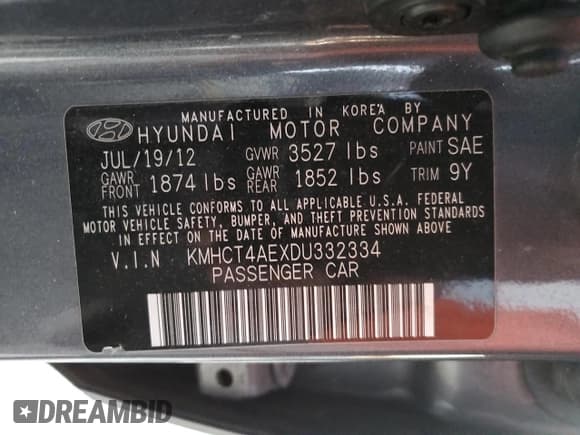 MANUFACTURED IN KOREA BY
HYUNDAI MOTOR COMPANY
JUL/19/12 GVWR 3527 lbs PAINT SAE
GAWR FRONT 1874 lbs GAWR REAR 1852 lbs TRIM 9Y
THIS VEHICLE CONFORMS TO ALL APPLICABLE U.S.A. FEDERAL
MOTOR VEHICLE SAFETY, BUMPER, AND THEFT PREVENTION STANDARDS
IN EFFECT ON THE DATE OF MANUFACTURE SHOWN ABOVE
V.I.N KMHCT4AEXDU332334
PASSENGER CAR
DREAMBID